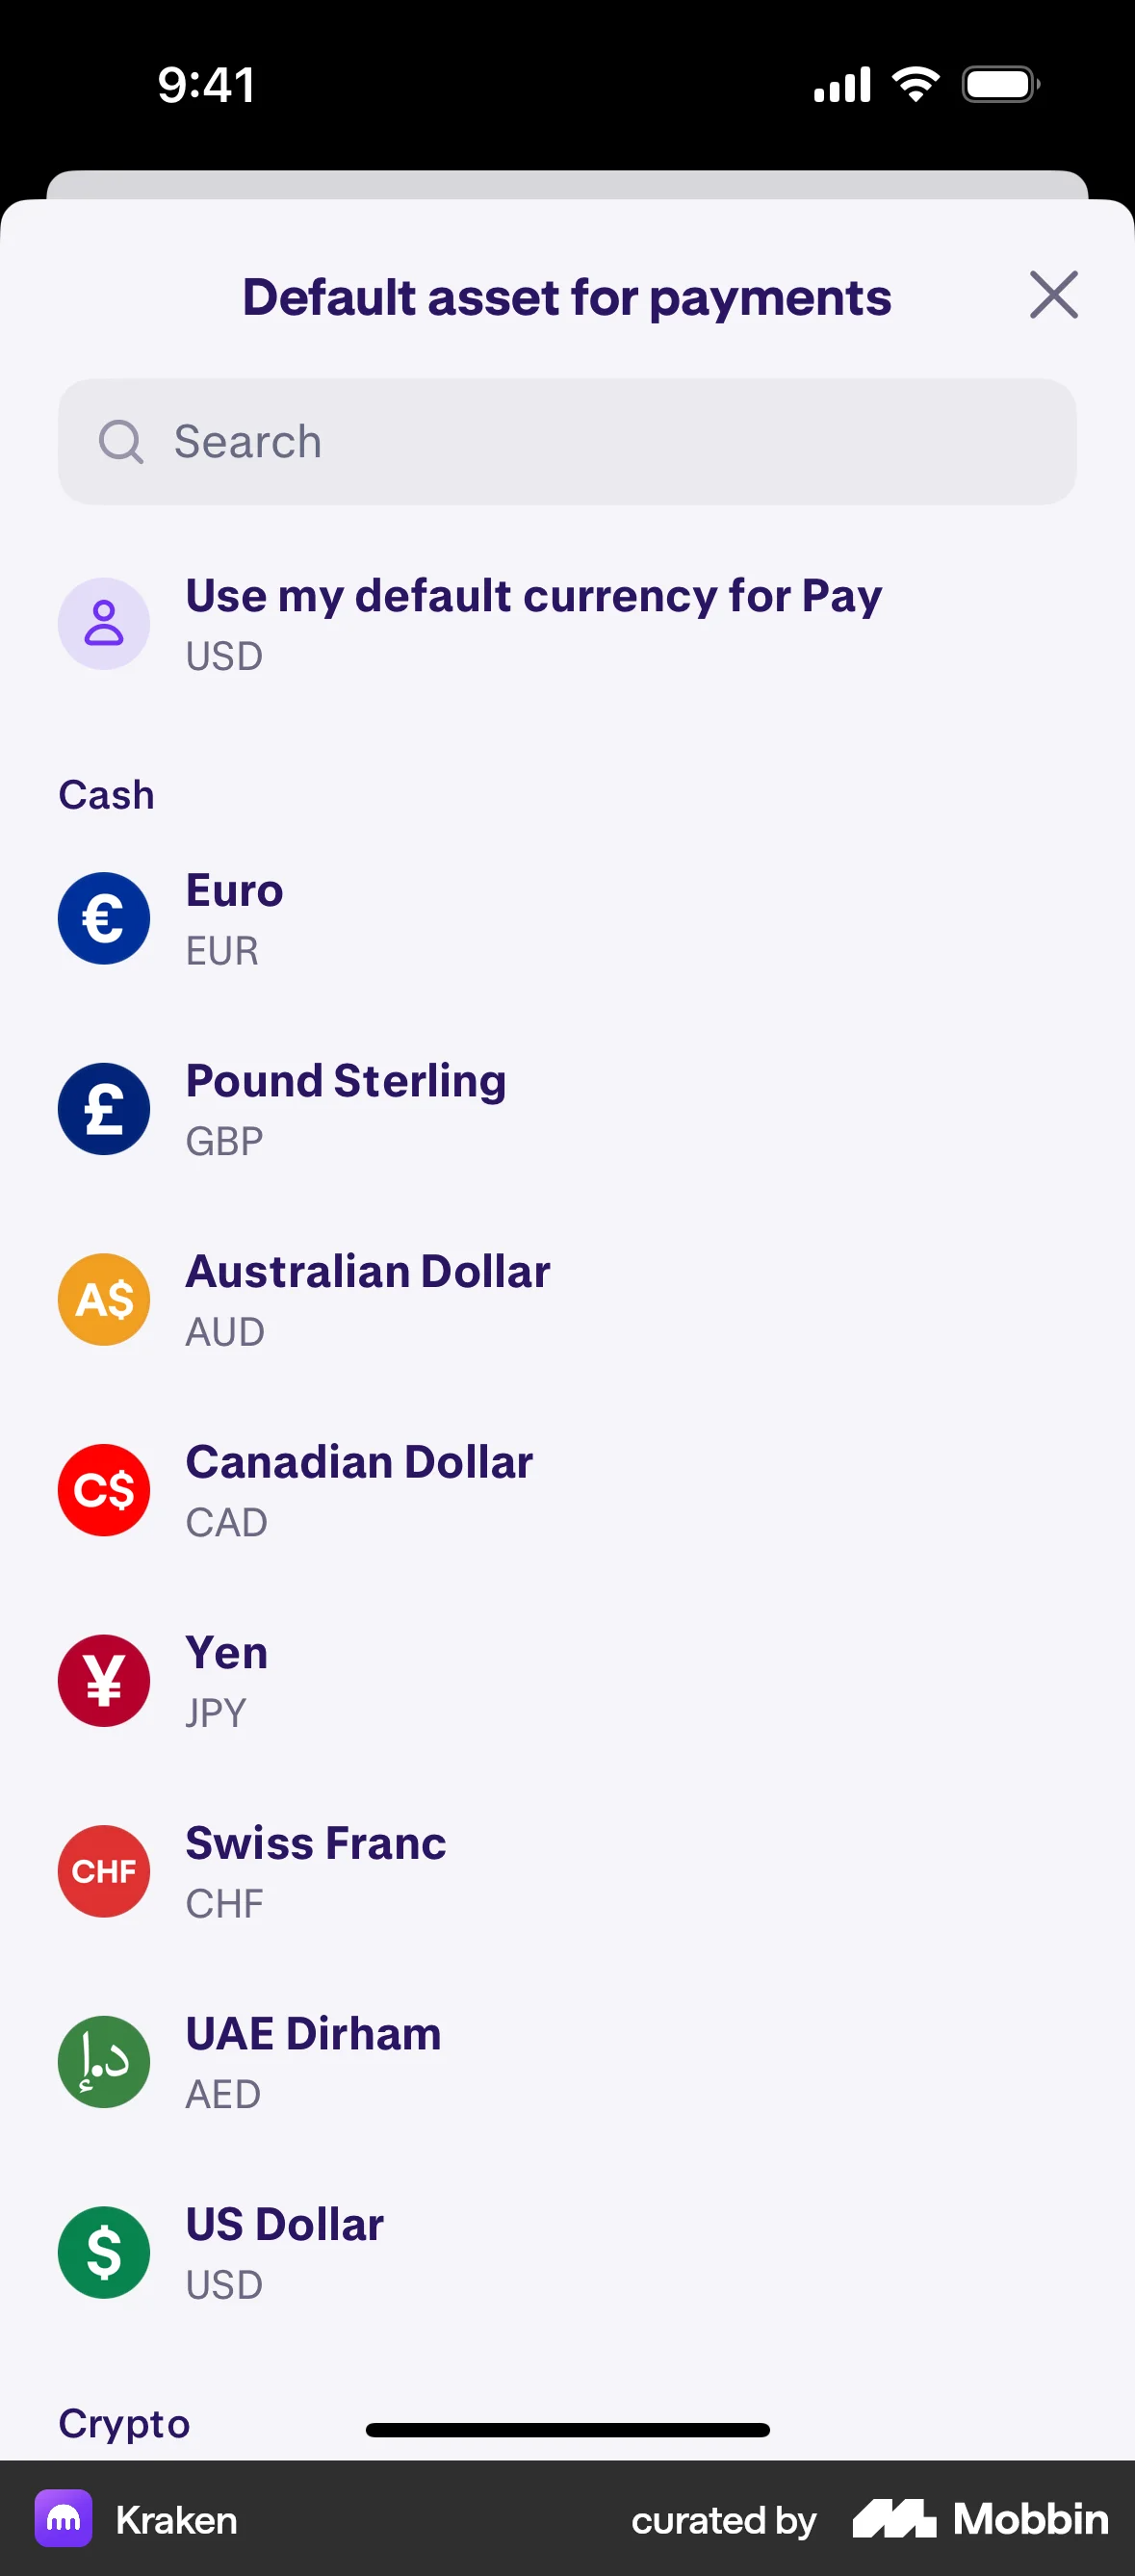 9:41
Default asset for payments
Search
Use my default currency for Pay
USD
Cash
€
Euro
EUR
£
Pound Sterling
GBP
A$
Australian Dollar
AUD
C$
Canadian Dollar
CAD
¥
Yen
JPY
CHF
Swiss Franc
CHF
د.إ
UAE Dirham
AED
$
US Dollar
USD
Crypto
Kraken
curated by Mobbin